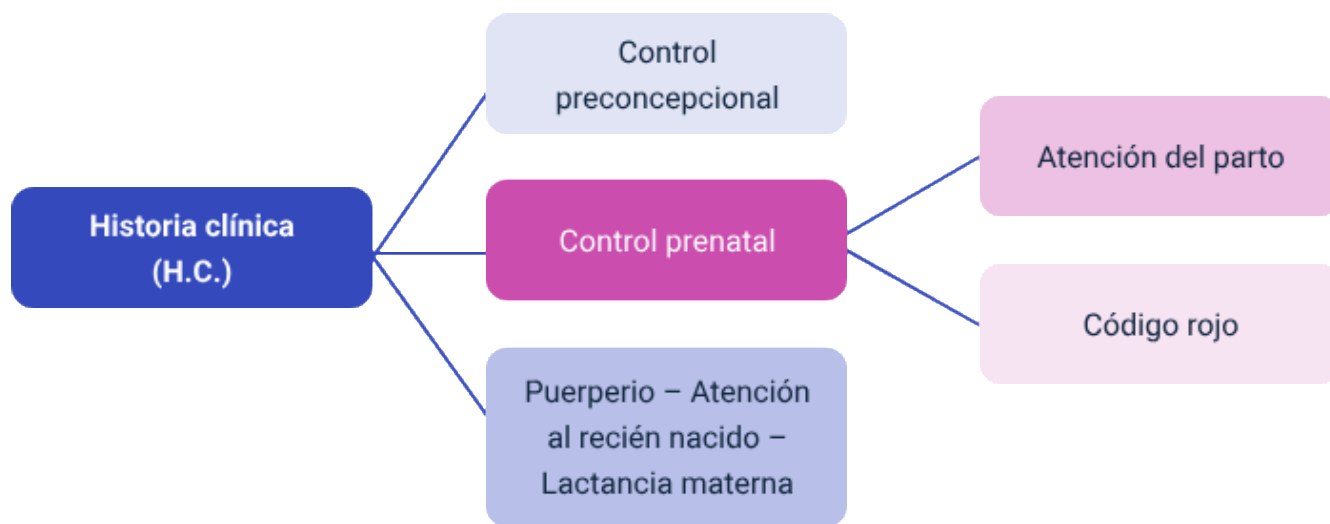 Historia clínica
(H.C.)
Control
preconcepcional
Control prenatal
Puerperio – Atención
al recién nacido –
Lactancia materna
Atención del parto
Código rojo